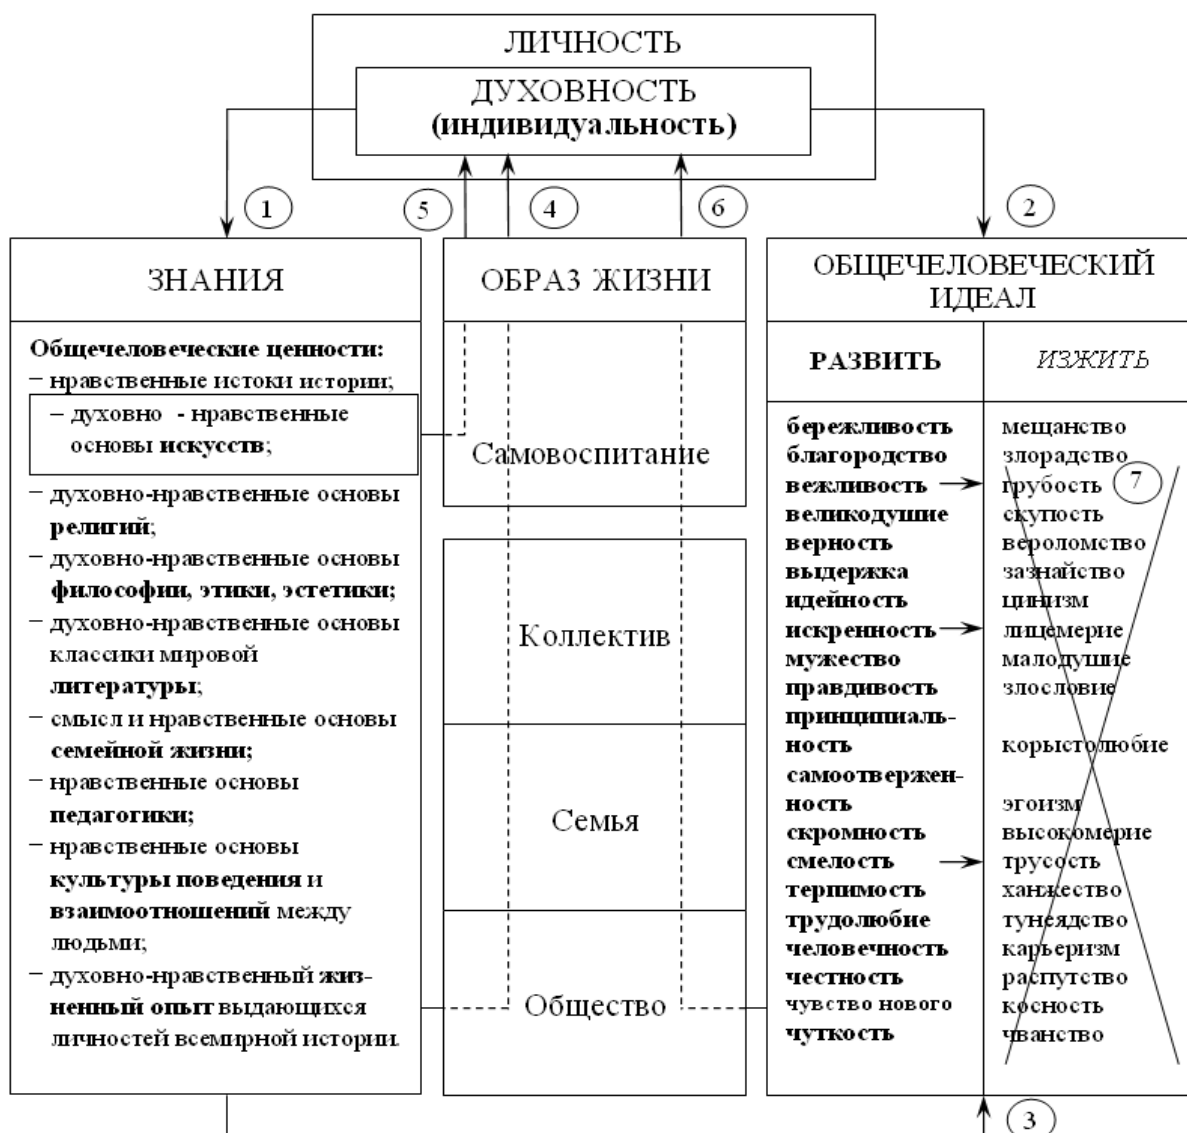 ЛИЧНОСТЬ
ДУХОВНОСТЬ
(индивидуальность)
1
5
4
6
2
ЗНАНИЯ
Общечеловеческие ценности:
– нравственные истоки истории;
– духовно - нравственные
основы искусств;
– духовно-нравственные основы
религий;
– духовно-нравственные основы
философии, этики, эстетики;
– духовно-нравственные основы
классики мировой
литературы;
– смысл и нравственные основы
семейной жизни;
– нравственные основы
педагогики;
– нравственные основы
культуры поведения и
взаимоотношений между
людьми;
– духовно-нравственный жиз-
ненный опыт выдающихся
личностей всемирной истории.
ОБРАЗ ЖИЗНИ
Самовоспитание
Коллектив
Семья
Общество
ОБЩЕЧЕЛОВЕЧЕСКИЙ
ИДЕАЛ
РАЗВИТЬ
бережливость
благородство
вежливость
великодушие
верность
выдержка
идейность
искренность
мужество
правдивость
принципиаль-
ность
самоотвержен-
ность
скромность
смелость
терпимость
трудолюбие
человечность
честность
чувство нового
чуткость
ИЗЖИТЬ
мещанство
злорадство
грубость
7
скупость
вероломство
зазнайство
цинизм
лицемерие
малодушие
злословие
корыстолюбие
эгоизм
высокомерие
трусость
ханжество
тунеядство
карьеризм
распутство
косность
чванство
3